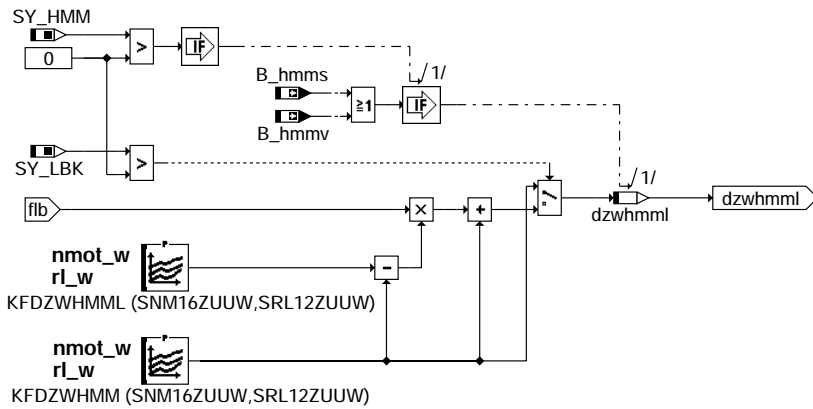 SY_HMM
0
>
IF
B_hmms
1/
≥1
IF
B_hmmv
SY_LBK
>
1/
flb
×
+
dzwhmml
dzwhmml
P
nmot_w
rl_w
−
KFDZWHMML (SNM16ZUUW,SRL12ZUUW)
P
nmot_w
rl_w
KFDZWHMM (SNM16ZUUW,SRL12ZUUW)